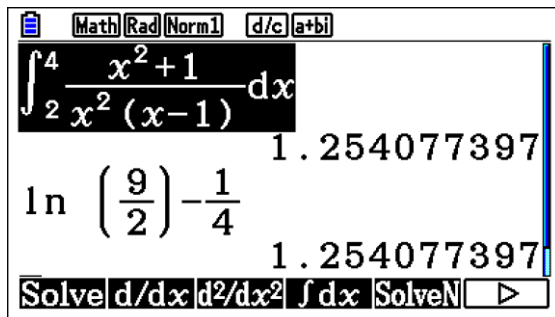 Math Rad Norm1 d/c a+bi
∫₂⁴ (x²+1)/(x²(x−1)) dx
1.254077397
ln (9/2)−1/4
1.254077397
Solve d/dx d²/dx² ∫dx SolveN ▷